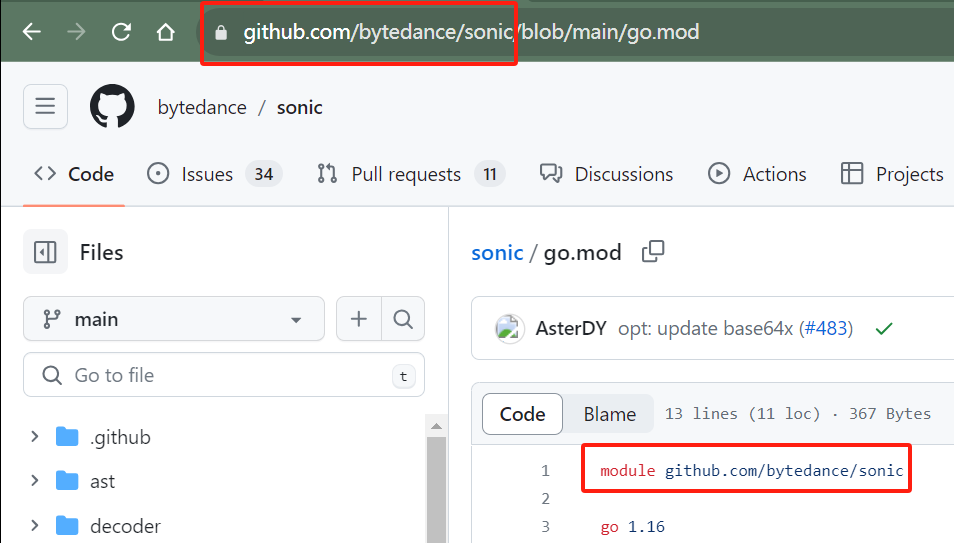 github.com/bytedance/sonic/blob/main/go.mod
bytedance / sonic
Code Issues 34 Pull requests 11 Discussions Actions Projects
Files
main
Go to file t
.github
ast
decoder
sonic / go.mod
AsterDY opt: update base64x (#483)
Code Blame 13 lines (11 loc) · 367 Bytes
1 module github.com/bytedance/sonic
2
3 go 1.16